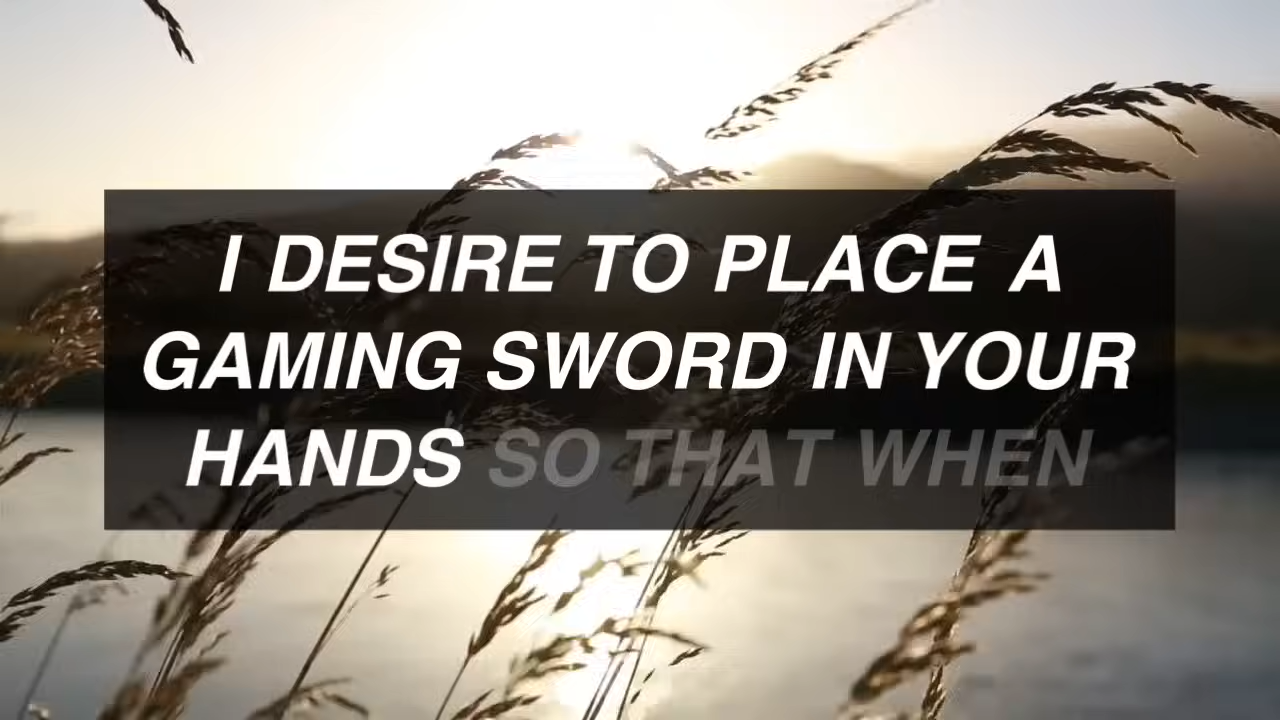 I DESIRE TO PLACE A
GAMING SWORD IN YOUR
HANDS SO THAT WHEN